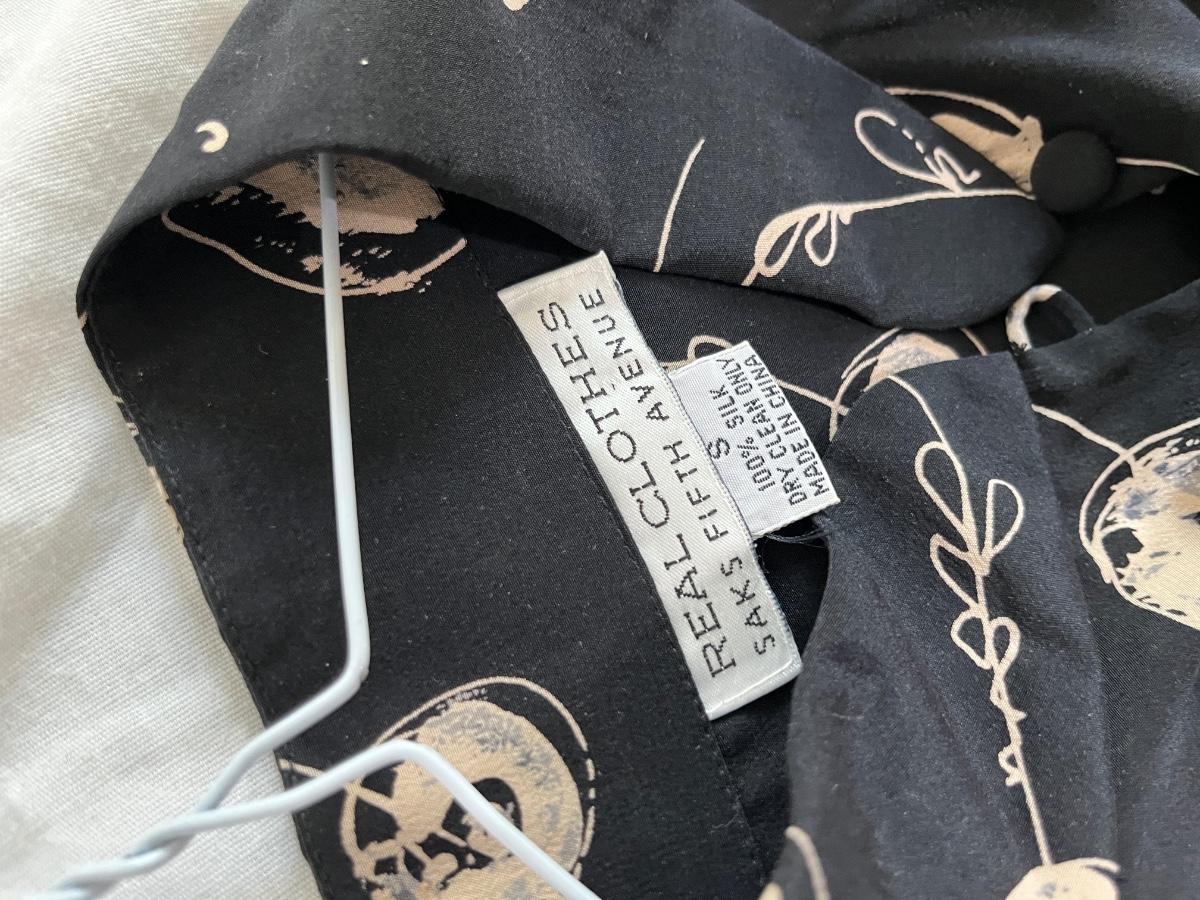 REAL CLOTHES
SAKS FIFTH AVENUE
S
100% SILK
DRY CLEAN ONLY
MADE IN CHINA